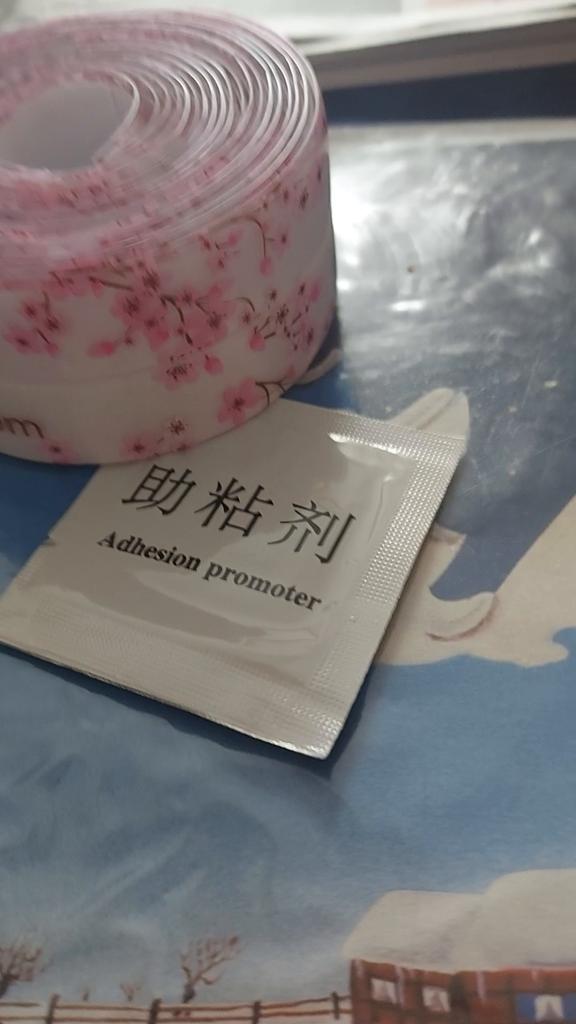 助粘剂
Adhesion promoter